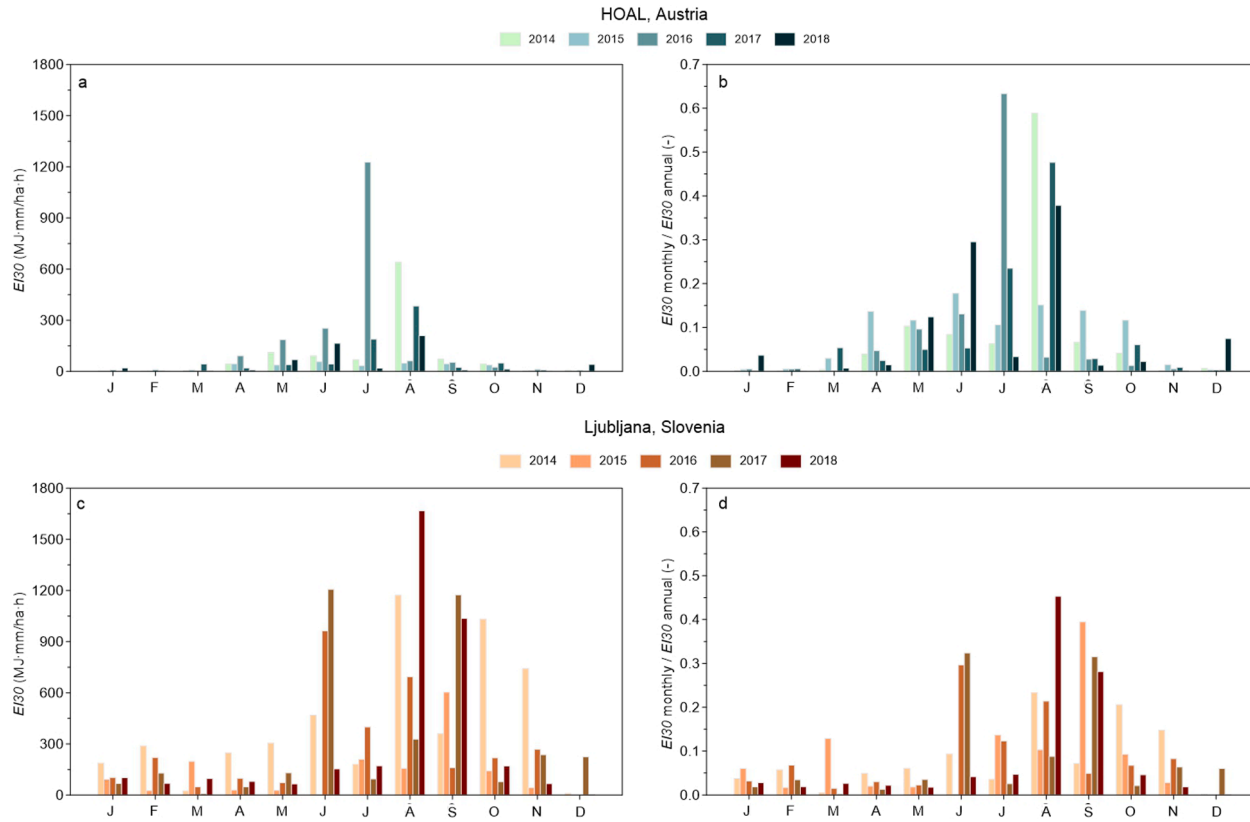 HOAL, Austria
2014 2015 2016 2017 2018
a
EI30 (MJ·mm/ha·h)
1800
1500
1200
900
600
300
0
J F M A M J J A S O N D
b
EI30 monthly / EI30 annual (-)
0.7
0.6
0.5
0.4
0.3
0.2
0.1
0.0
J F M A M J J A S O N D
Ljubljana, Slovenia
2014 2015 2016 2017 2018
c
EI30 (MJ·mm/ha·h)
1800
1500
1200
900
600
300
0
J F M A M J J A S O N D
d
EI30 monthly / EI30 annual (-)
0.7
0.6
0.5
0.4
0.3
0.2
0.1
0.0
J F M A M J J A S O N D